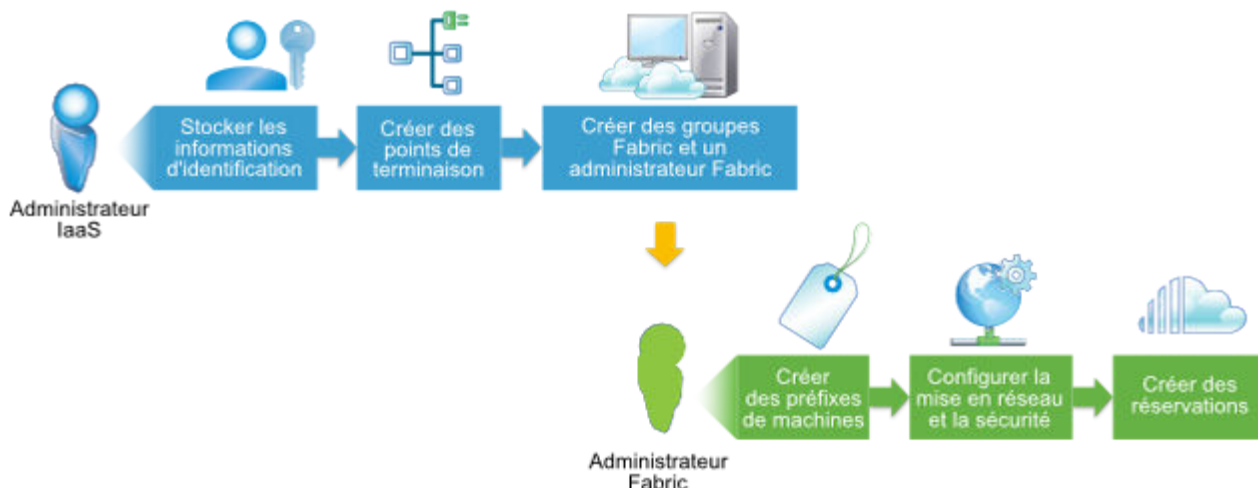 Stocker les
informations
d'identification
Créer des
points de
terminaison
Créer des groupes
Fabric et un
administrateur Fabric
Administrateur
IaaS
Créer
des préfixes
de machines
Configurer la
mise en réseau
et la sécurité
Créer des
réservations
Administrateur
Fabric